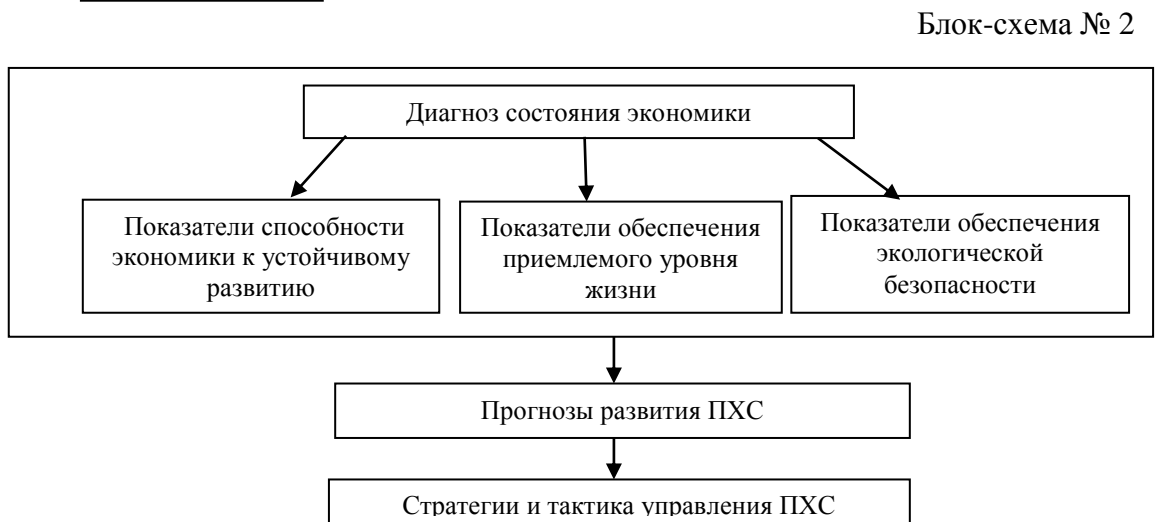 Блок-схема № 2
Диагноз состояния экономики
Показатели способности
экономики к устойчивому
развитию
Показатели обеспечения
приемлемого уровня
жизни
Показатели обеспечения
экологической
безопасности
Прогнозы развития ПХС
Стратегии и тактика управления ПХС